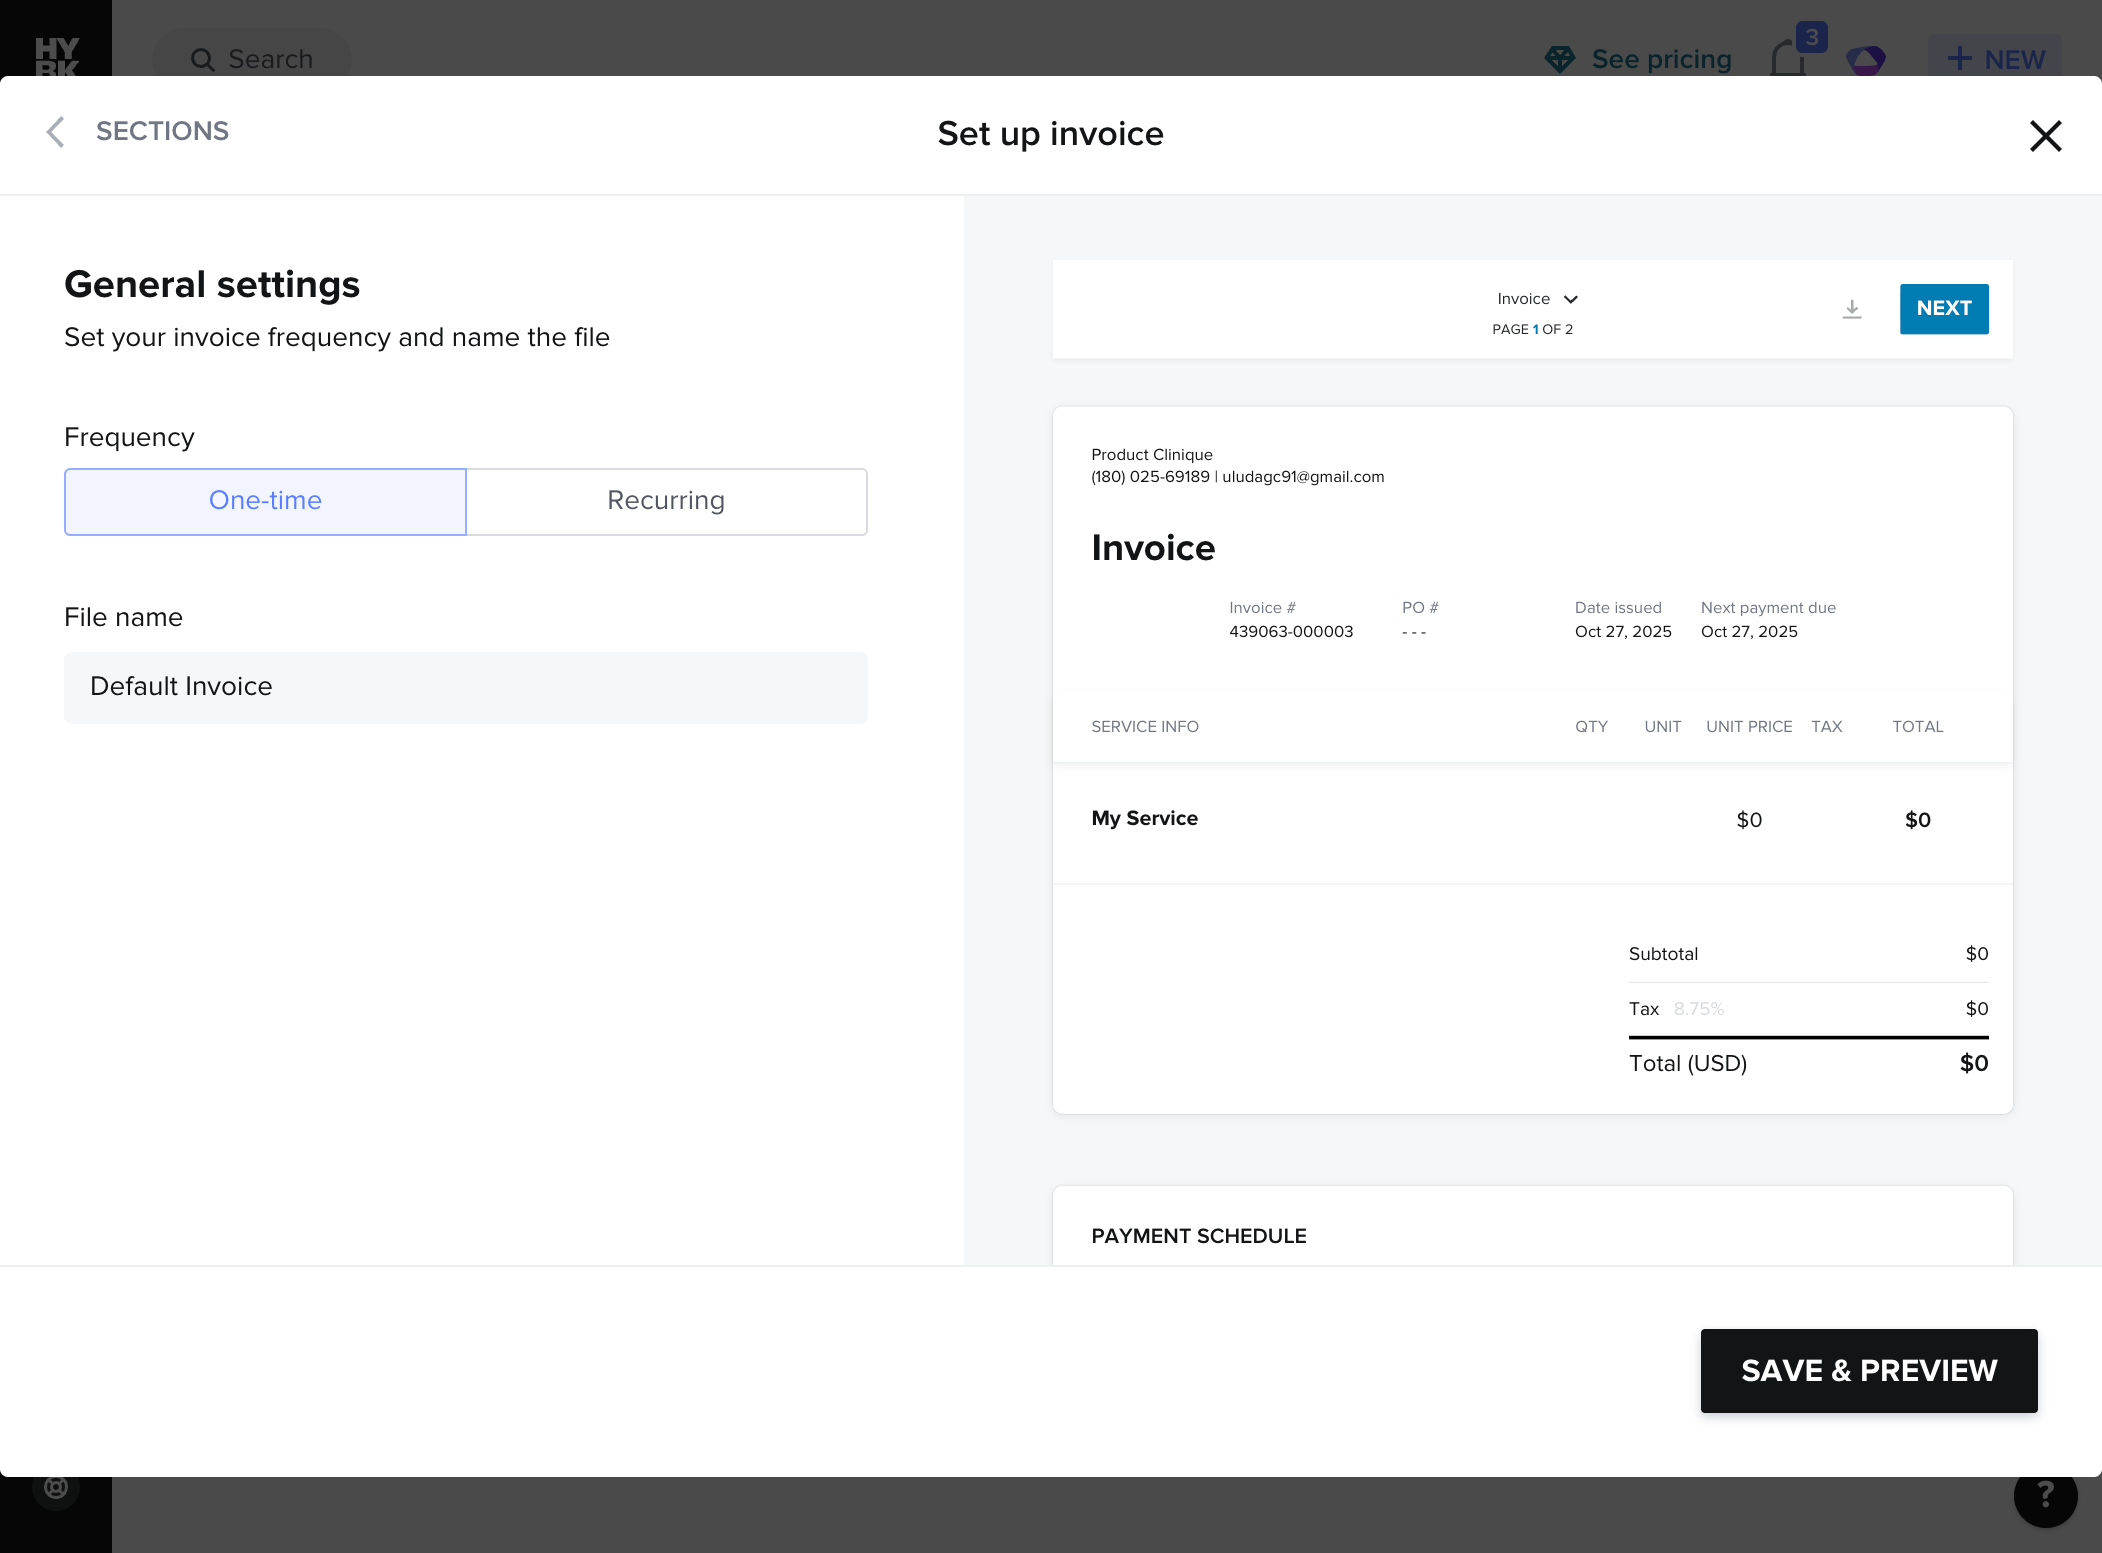 HY
BK
Search
See pricing
3
+ NEW
SECTIONS
Set up invoice
General settings
Set your invoice frequency and name the file
Frequency
One-time
Recurring
File name
Default Invoice
Invoice
PAGE 1 OF 2
NEXT
Product Clinique
(180) 025-69189 | uludagc91@gmail.com
Invoice
Invoice # PO # Date issued Next payment due
439063-000003 - - - Oct 27, 2025 Oct 27, 2025
SERVICE INFO QTY UNIT UNIT PRICE TAX TOTAL
My Service $0 $0
Subtotal $0
Tax 8.75% $0
Total (USD) $0
PAYMENT SCHEDULE
SAVE & PREVIEW
?